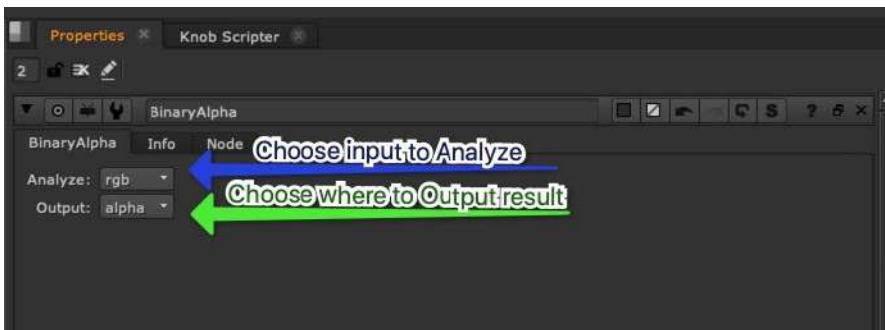 Properties Knob Scripter
2
BinaryAlpha S ?
BinaryAlpha Info Node
Choose input to Analyze
Analyze: rgb
Choose where to Output result
Output: alpha